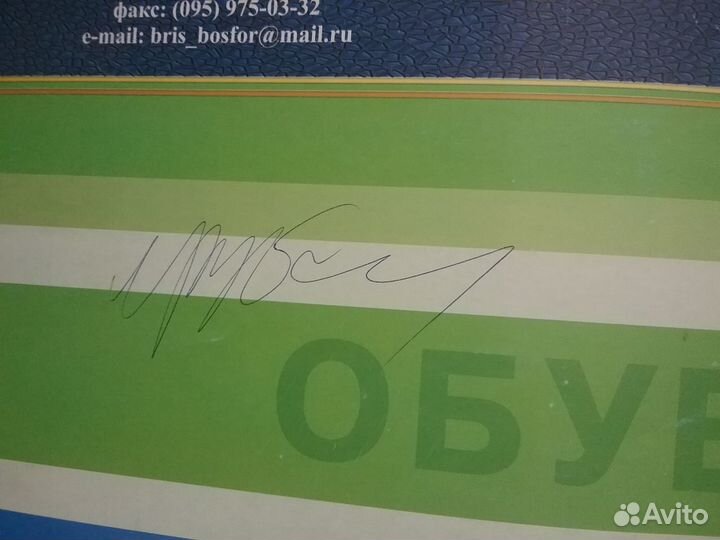 факс: (095) 975-03-32
e-mail: bris_bosfor@mail.ru
ОБУВ
Avito